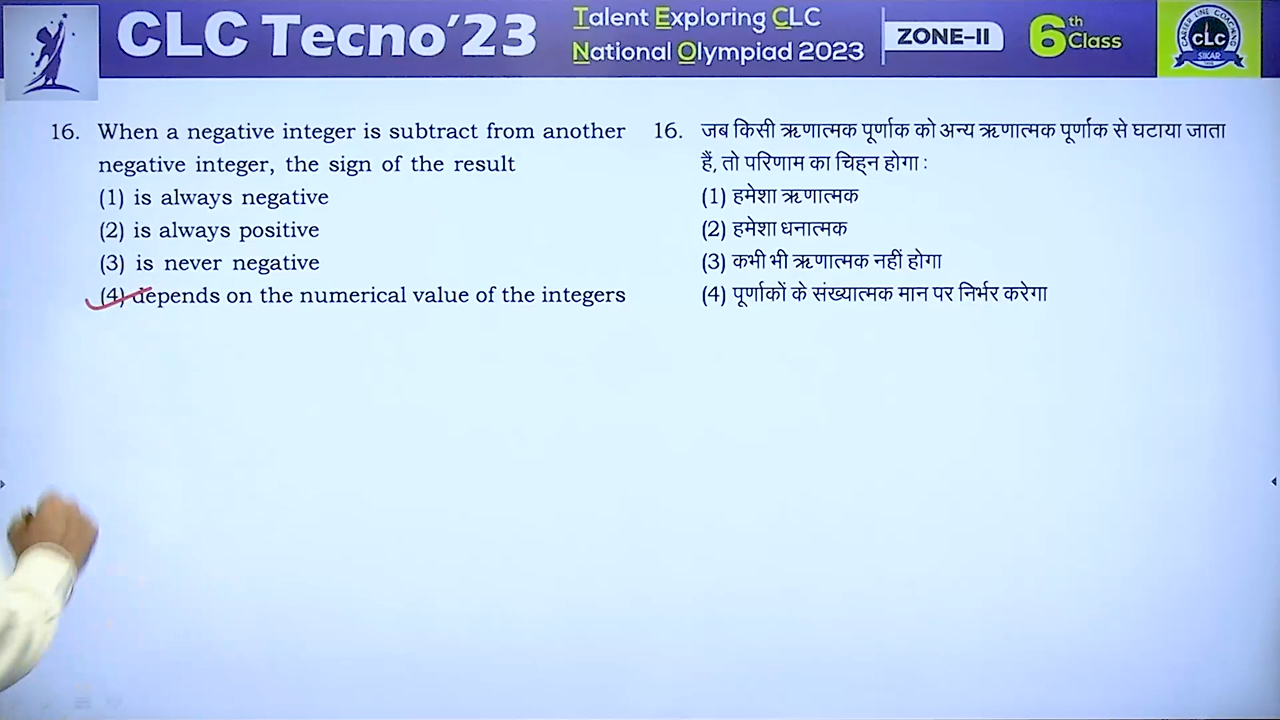 CLC Tecno'23
Talent Exploring CLC
National Olympiad 2023
ZONE-II
6th Class
CLC
SIKAR
16. When a negative integer is subtract from another
negative integer, the sign of the result
(1) is always negative
(2) is always positive
(3) is never negative
(4) depends on the numerical value of the integers
16. जब किसी ऋणात्मक पूर्णाक को अन्य ऋणात्मक पूर्णांक से घटाया जाता
हैं, तो परिणाम का चिह्न होगा :
(1) हमेशा ऋणात्मक
(2) हमेशा धनात्मक
(3) कभी भी ऋणात्मक नहीं होगा
(4) पूर्णाकों के संख्यात्मक मान पर निर्भर करेगा